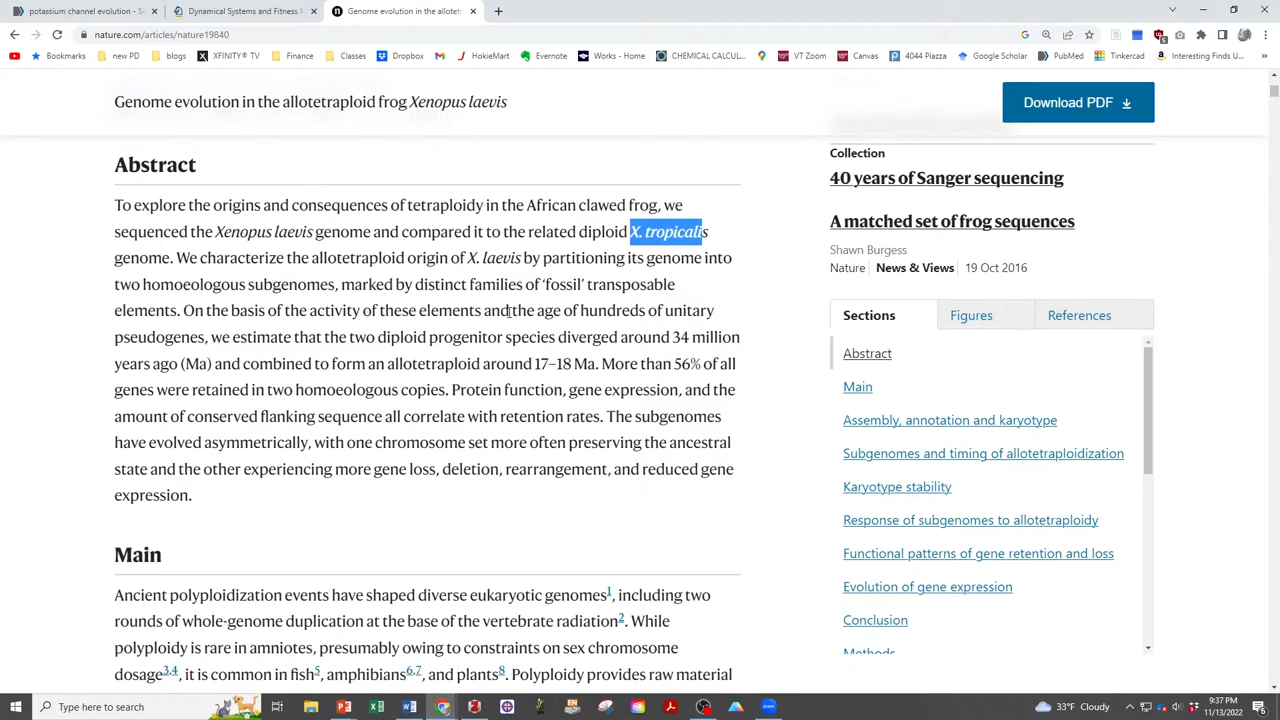 potassium channel evolution - Se
Dynamical Systems and Fitness M
Genome evolution in the allotetra
nature.com/articles/nature19840
Bookmarks
new PD
blogs
XFINITY® TV
Finance
Classes
Dropbox
HokieMart
Evernote
Works - Home
CHEMICAL CALCUL...
VT Zoom
Canvas
4044 Piazza
Google Scholar
PubMed
Tinkercad
Interesting Finds U...
Genome evolution in the allotetraploid frog Xenopus laevis
Download PDF
Abstract
To explore the origins and consequences of tetraploidy in the African clawed frog, we
sequenced the Xenopus laevis genome and compared it to the related diploid X. tropicalis
genome. We characterize the allotetraploid origin of X. laevis by partitioning its genome into
two homoeologous subgenomes, marked by distinct families of ‘fossil’ transposable
elements. On the basis of the activity of these elements and the age of hundreds of unitary
pseudogenes, we estimate that the two diploid progenitor species diverged around 34 million
years ago (Ma) and combined to form an allotetraploid around 17–18 Ma. More than 56% of all
genes were retained in two homoeologous copies. Protein function, gene expression, and the
amount of conserved flanking sequence all correlate with retention rates. The subgenomes
have evolved asymmetrically, with one chromosome set more often preserving the ancestral
state and the other experiencing more gene loss, deletion, rearrangement, and reduced gene
expression.
Main
Ancient polyploidization events have shaped diverse eukaryotic genomes1, including two
rounds of whole-genome duplication at the base of the vertebrate radiation2. While
polyploidy is rare in amniotes, presumably owing to constraints on sex chromosome
dosage3,4, it is common in fish5, amphibians6,7, and plants8. Polyploidy provides raw material
Collection
40 years of Sanger sequencing
A matched set of frog sequences
Shawn Burgess
Nature
News & Views
19 Oct 2016
Sections
Figures
References
Abstract
Main
Assembly, annotation and karyotype
Subgenomes and timing of allotetraploidization
Karyotype stability
Response of subgenomes to allotetraploidy
Functional patterns of gene retention and loss
Evolution of gene expression
Conclusion
Methods
Type here to search
33°F Cloudy
9:37 PM
11/13/2022